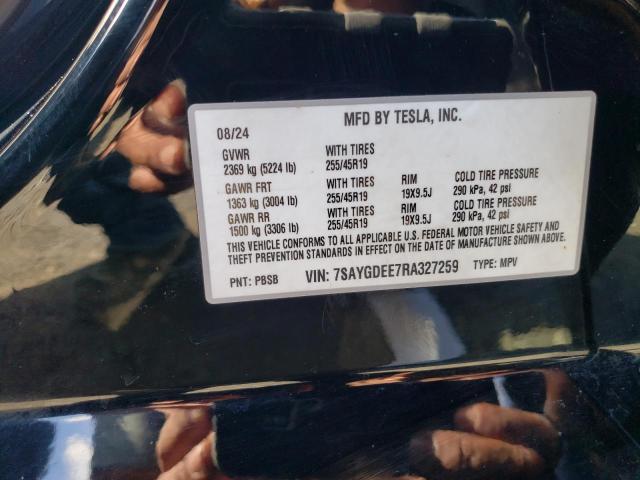 MFD BY TESLA, INC.
08/24
GVWR WITH TIRES
2369 kg (5224 lb) 255/45R19
GAWR FRT WITH TIRES RIM COLD TIRE PRESSURE
1363 kg (3004 lb) 255/45R19 19X9.5J 290 kPa, 42 psi
GAWR RR WITH TIRES RIM COLD TIRE PRESSURE
1500 kg (3306 lb) 255/45R19 19X9.5J 290 kPa, 42 psi
THIS VEHICLE CONFORMS TO ALL APPLICABLE U.S. FEDERAL MOTOR VEHICLE SAFETY AND
THEFT PREVENTION STANDARDS IN EFFECT ON THE DATE OF MANUFACTURE SHOWN ABOVE.
PNT: PBSB VIN: 7SAYGDEE7RA327259 TYPE: MPV